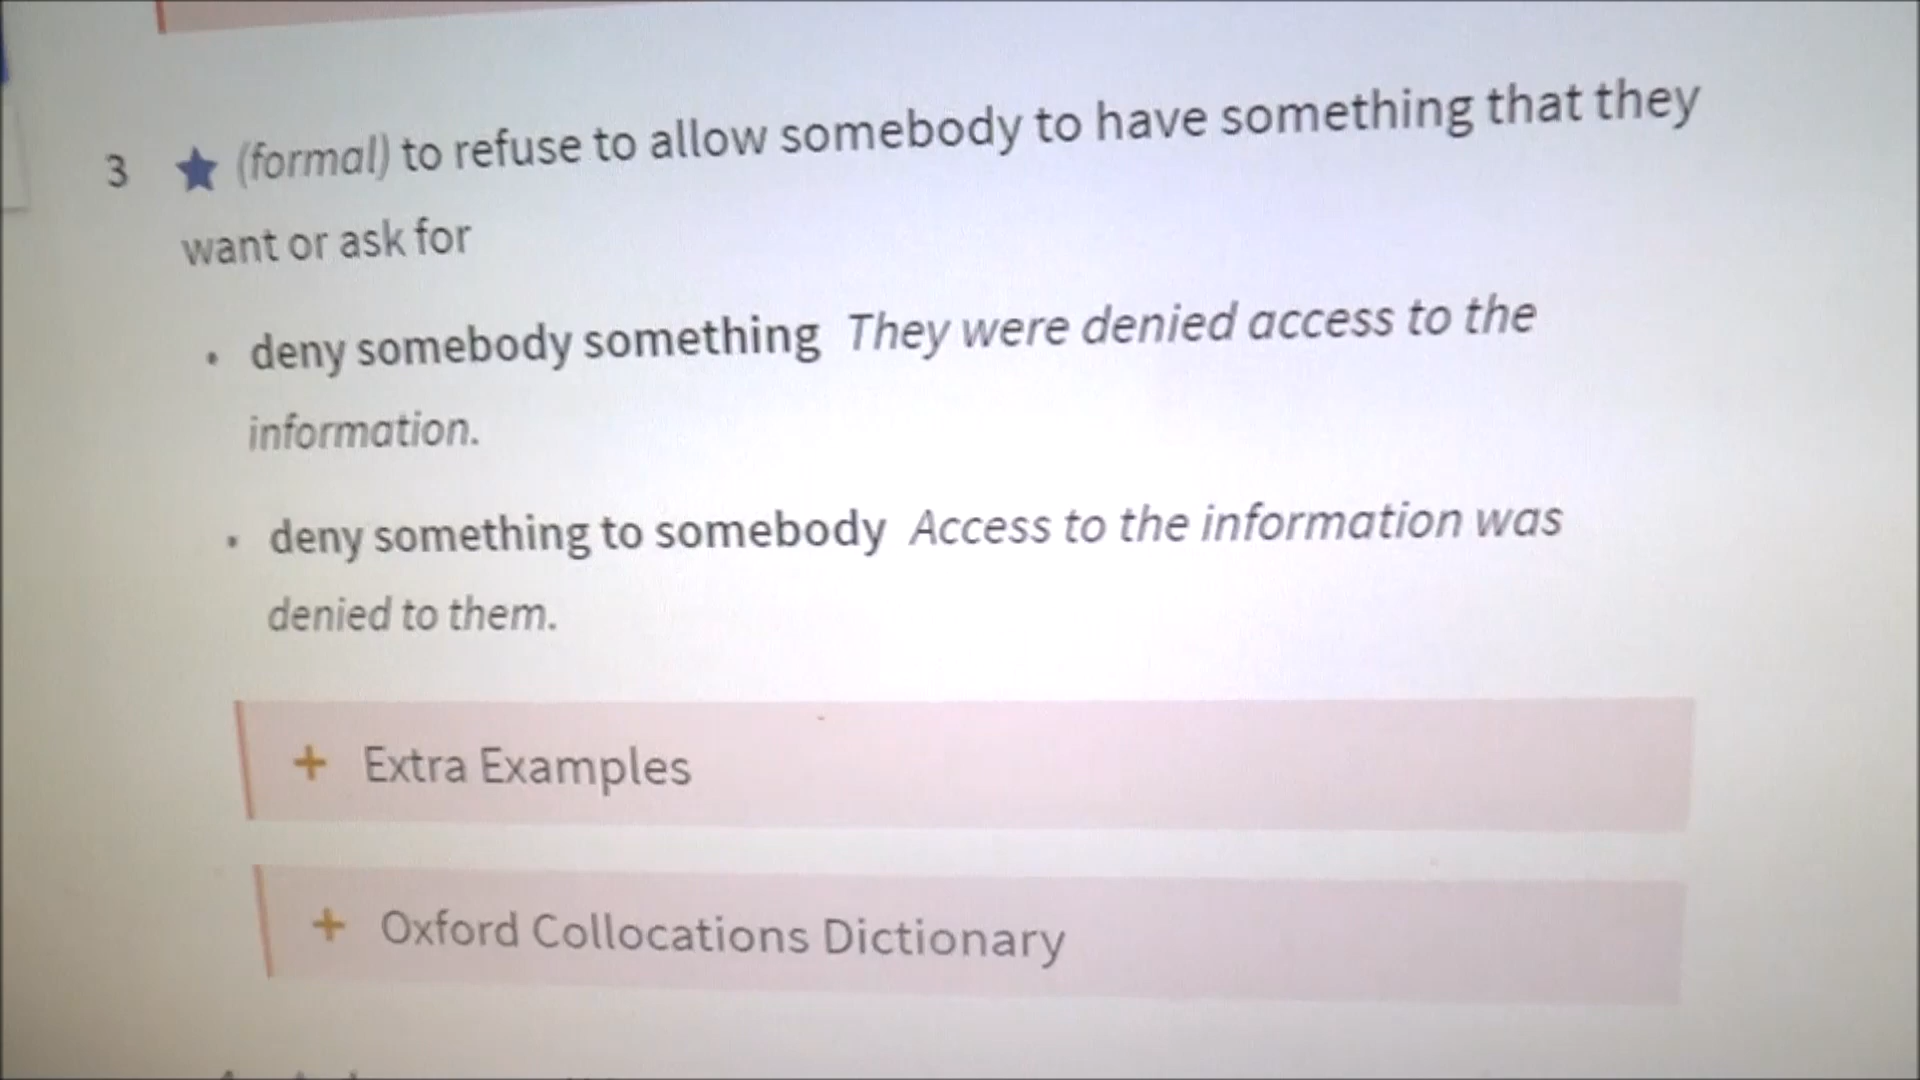 3 ★ (formal) to refuse to allow somebody to have something that they
want or ask for
• deny somebody something They were denied access to the
information.
• deny something to somebody Access to the information was
denied to them.
+ Extra Examples
+ Oxford Collocations Dictionary